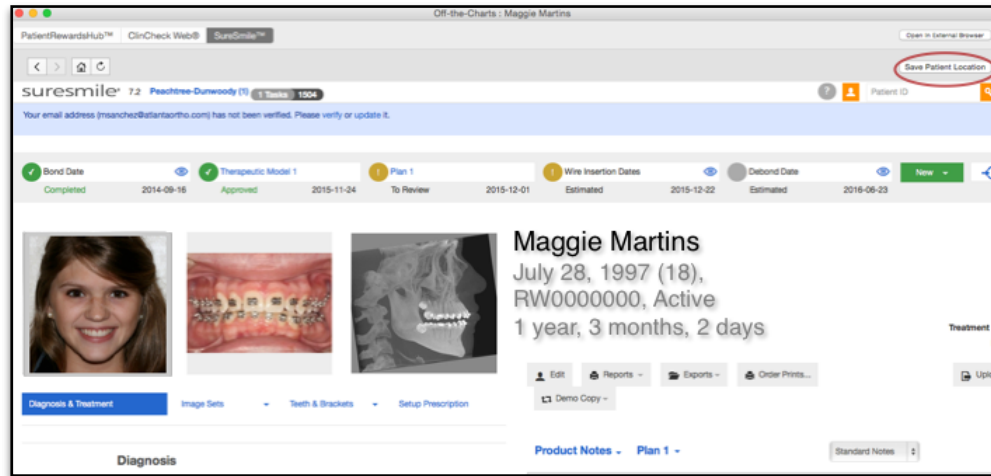 Off-the-Charts : Maggie Martins
PatientRewardsHub™ ClinCheck Web® SureSmile™ Open in External Browser
Save Patient Location
suresmile® 7.2 Peachtree-Dunwoody (1) 1 Tasks 1504 ? Patient ID
Your email address (msanchez@atlantaortho.com) has not been verified. Please verify or update it.
Bond Date Therapeutic Model 1 Plan 1 Wire Insertion Dates Debond Date New
Completed 2014-09-16 Approved 2015-11-24 To Review 2015-12-01 Estimated 2015-12-22 Estimated 2016-06-23
Maggie Martins
July 28, 1997 (18),
RW0000000, Active
1 year, 3 months, 2 days
Treatment
Edit Reports Exports Order Prints... Uplo
Demo Copy
Diagnosis & Treatment Image Sets Teeth & Brackets Setup Prescription
Product Notes Plan 1 Standard Notes
Diagnosis